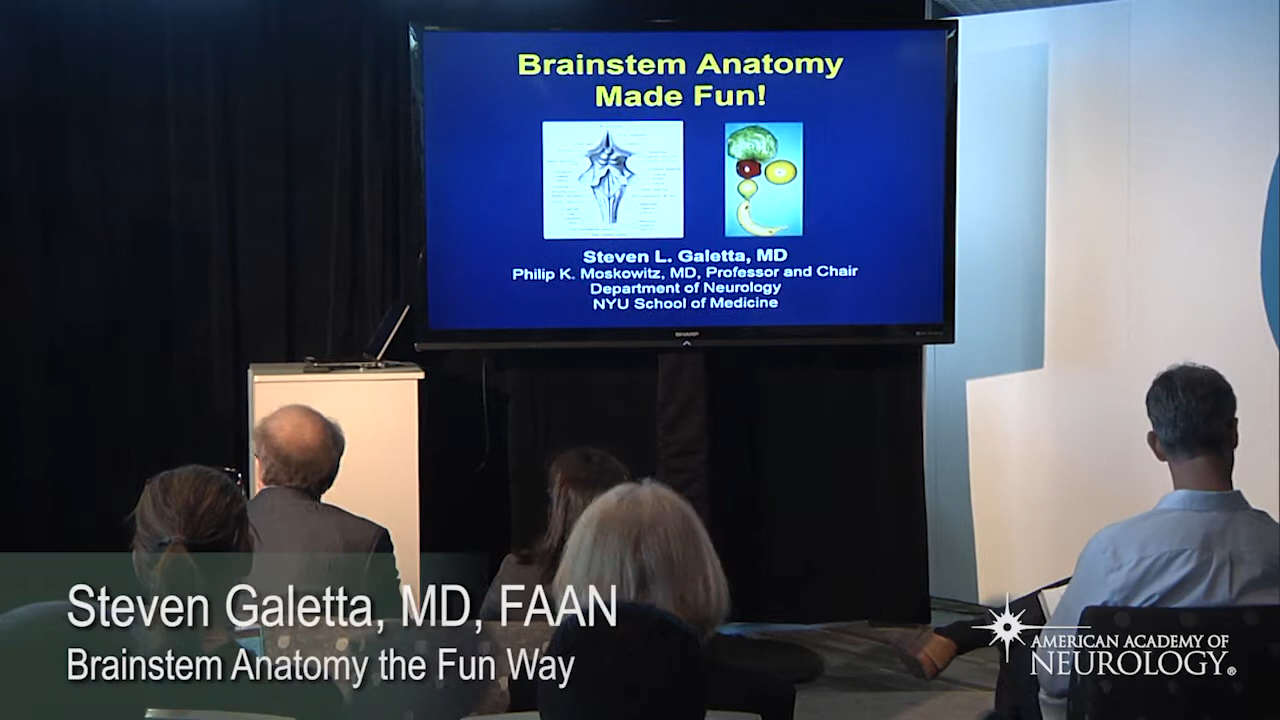 Brainstem Anatomy
Made Fun!
Steven L. Galetta, MD
Philip K. Moskowitz, MD, Professor and Chair
Department of Neurology
NYU School of Medicine
SHARP
Steven Galetta, MD, FAAN
Brainstem Anatomy the Fun Way
AMERICAN ACADEMY OF
NEUROLOGY®